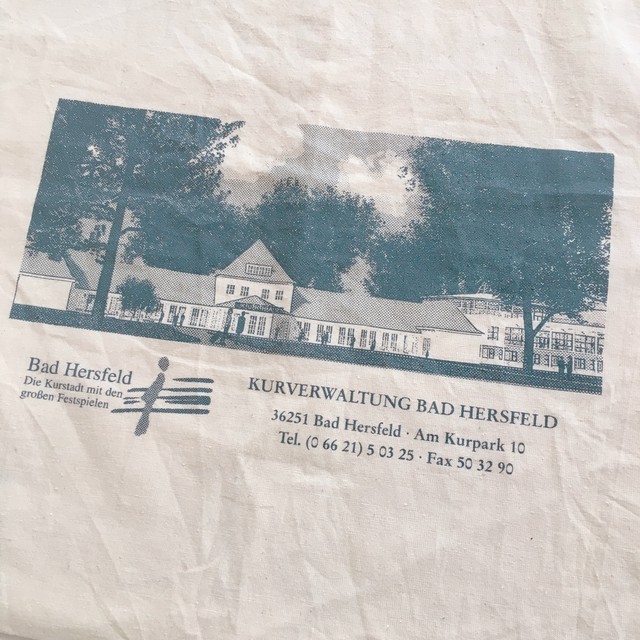 Bad Hersfeld
Die Kurstadt mit den
großen Festspielen
KURVERWALTUNG BAD HERSFELD
36251 Bad Hersfeld · Am Kurpark 10
Tel. (0 66 21) 5 03 25 · Fax 50 32 90